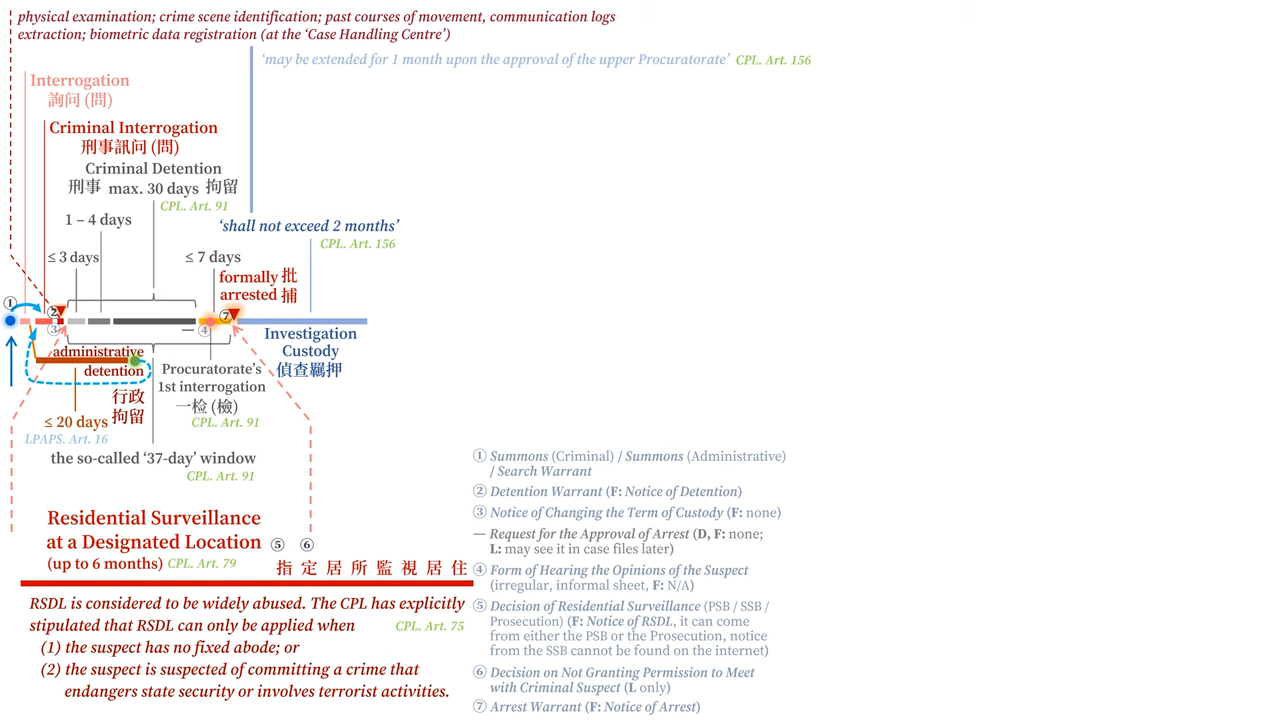 physical examination; crime scene identification; past courses of movement, communication logs
extraction; biometric data registration (at the ‘Case Handling Centre’)
‘may be extended for 1 month upon the approval of the upper Procuratorate’ CPL. Art. 156
Interrogation
詢问 (問)
Criminal Interrogation
刑事訊问 (問)
Criminal Detention
刑事 max. 30 days 拘留
CPL. Art. 91
1 – 4 days
‘shall not exceed 2 months’
CPL. Art. 156
≤ 3 days
≤ 7 days
formally 批
arrested 捕
①
②
③
— ④
⑦
Investigation
Custody
偵查羈押
administrative
detention
行政
拘留
≤ 20 days
LPAPS. Art. 16
Procuratorate’s
1st interrogation
一检 (檢)
CPL. Art. 91
the so-called ‘37-day’ window
CPL. Art. 91
Residential Surveillance
at a Designated Location
(up to 6 months) CPL. Art. 79
⑤ ⑥
指定居所監視居住
RSDL is considered to be widely abused. The CPL has explicitly
stipulated that RSDL can only be applied when CPL. Art. 75
(1) the suspect has no fixed abode; or
(2) the suspect is suspected of committing a crime that
endangers state security or involves terrorist activities.
① Summons (Criminal) / Summons (Administrative)
/ Search Warrant
② Detention Warrant (F: Notice of Detention)
③ Notice of Changing the Term of Custody (F: none)
— Request for the Approval of Arrest (D, F: none;
L: may see it in case files later)
④ Form of Hearing the Opinions of the Suspect
(irregular, informal sheet, F: N/A)
⑤ Decision of Residential Surveillance (PSB / SSB /
Prosecution) (F: Notice of RSDL, it can come
from either the PSB or the Prosecution, notice
from the SSB cannot be found on the internet)
⑥ Decision on Not Granting Permission to Meet
with Criminal Suspect (L only)
⑦ Arrest Warrant (F: Notice of Arrest)